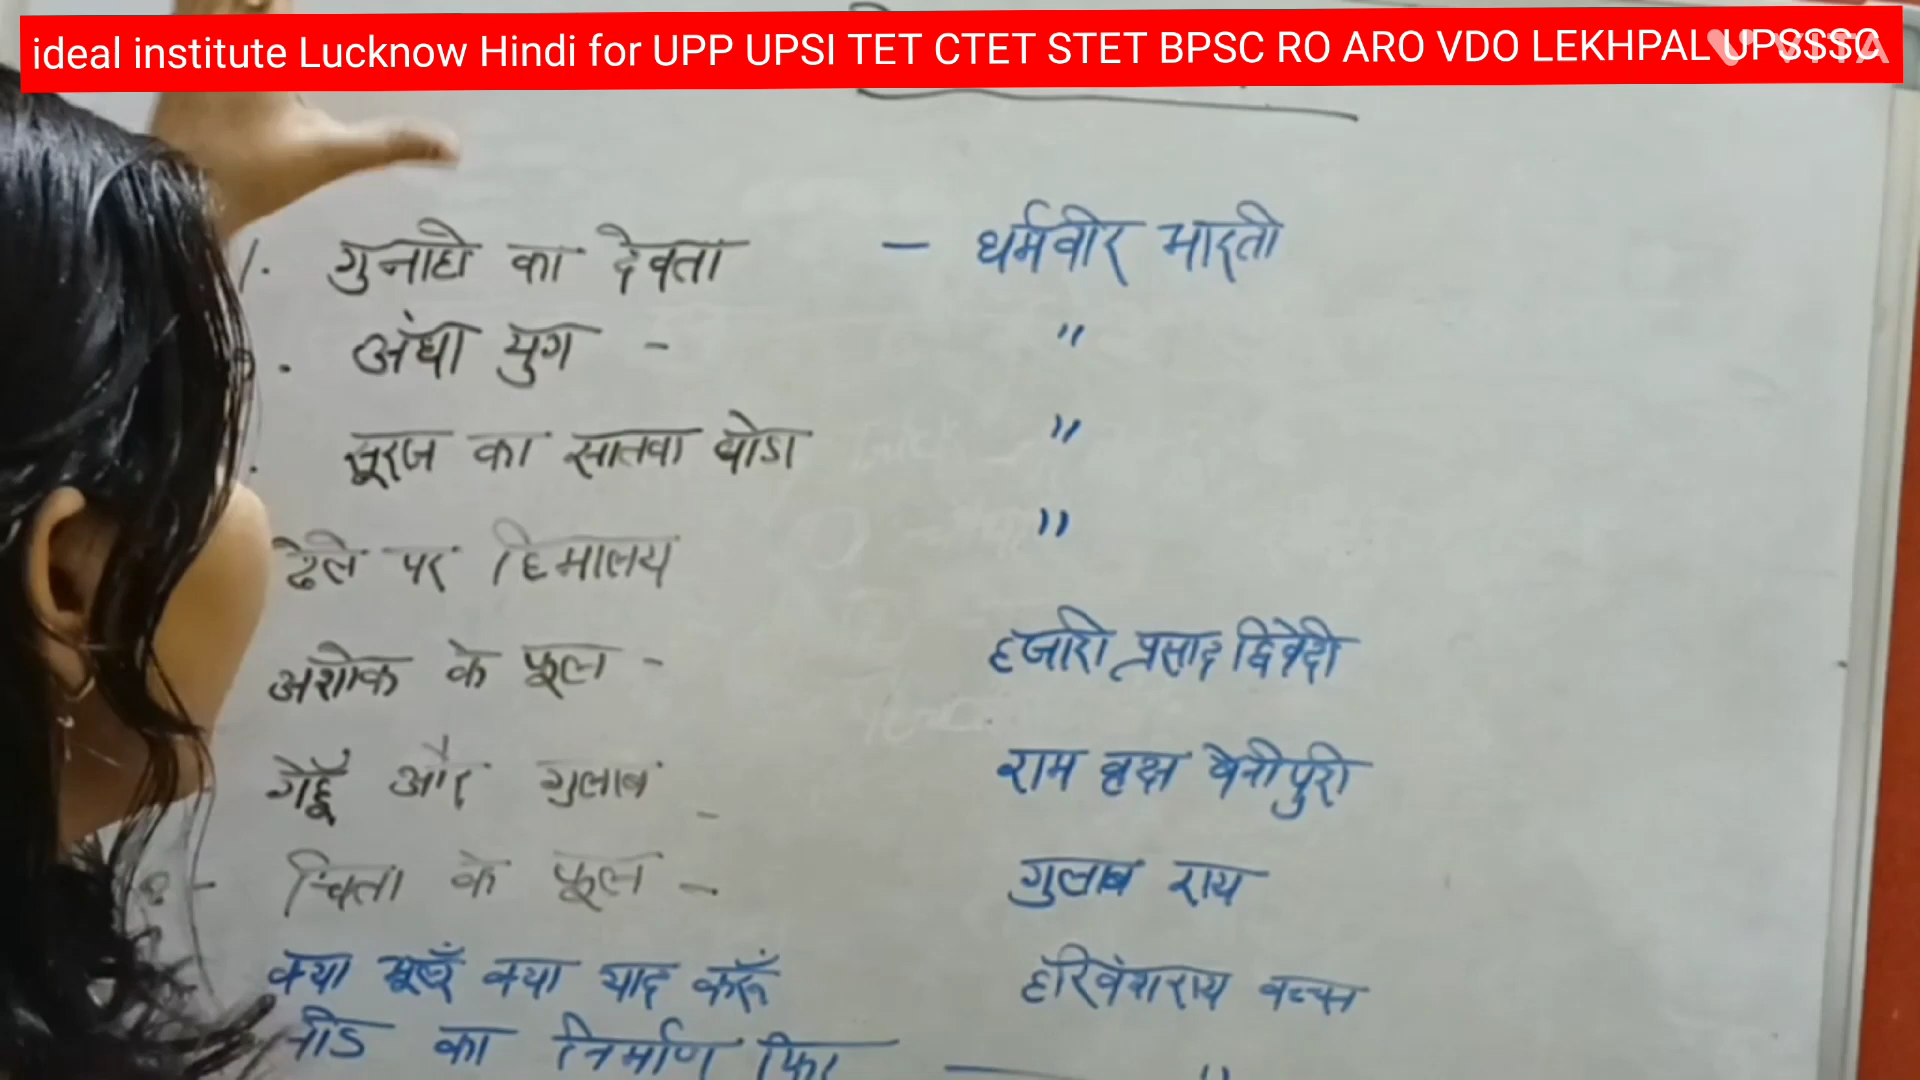 ideal institute Lucknow Hindi for UPP UPSI TET CTET STET BPSC RO ARO VDO LEKHPAL UPSSSC
VITA
1. गुनाहो का देवता — धर्मवीर भारती
अंधा युग - "
सूरज का सातवा घोडा "
ठेले पर हिमालय "
अशोक के फूल - हजारी प्रसाद द्विवेदी
गेहूँ और गुलाब - राम वृक्ष बेनीपुरी
चिता के फूल - गुलाब राय
क्या भूलूँ क्या याद करूँ हरिवंशराय बच्चन
नीड का निर्माण फिर — "